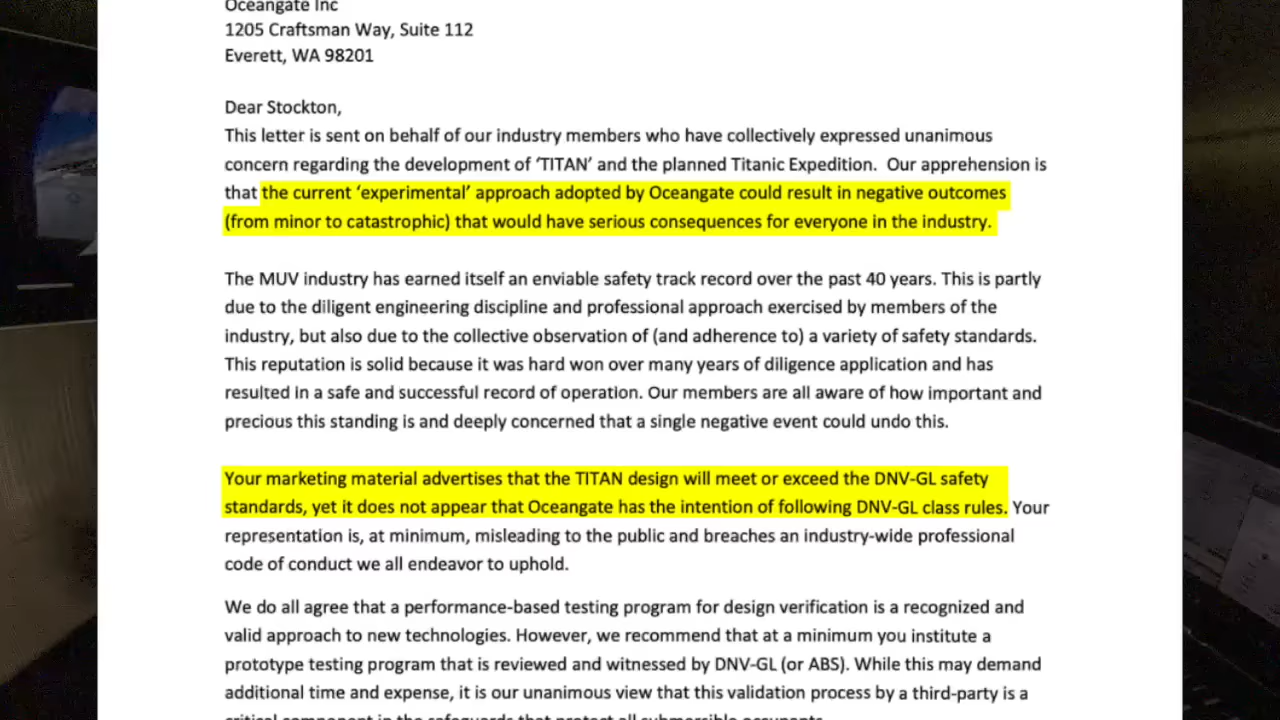 Oceangate Inc
1205 Craftsman Way, Suite 112
Everett, WA 98201
Dear Stockton,
This letter is sent on behalf of our industry members who have collectively expressed unanimous
concern regarding the development of ‘TITAN’ and the planned Titanic Expedition.  Our apprehension is
that the current ‘experimental’ approach adopted by Oceangate could result in negative outcomes
(from minor to catastrophic) that would have serious consequences for everyone in the industry.
The MUV industry has earned itself an enviable safety track record over the past 40 years. This is partly
due to the diligent engineering discipline and professional approach exercised by members of the
industry, but also due to the collective observation of (and adherence to) a variety of safety standards.
This reputation is solid because it was hard won over many years of diligence application and has
resulted in a safe and successful record of operation. Our members are all aware of how important and
precious this standing is and deeply concerned that a single negative event could undo this.
Your marketing material advertises that the TITAN design will meet or exceed the DNV-GL safety
standards, yet it does not appear that Oceangate has the intention of following DNV-GL class rules. Your
representation is, at minimum, misleading to the public and breaches an industry-wide professional
code of conduct we all endeavor to uphold.
We do all agree that a performance-based testing program for design verification is a recognized and
valid approach to new technologies. However, we recommend that at a minimum you institute a
prototype testing program that is reviewed and witnessed by DNV-GL (or ABS). While this may demand
additional time and expense, it is our unanimous view that this validation process by a third-party is a
critical component in the safeguards that protect all submersible occupants.